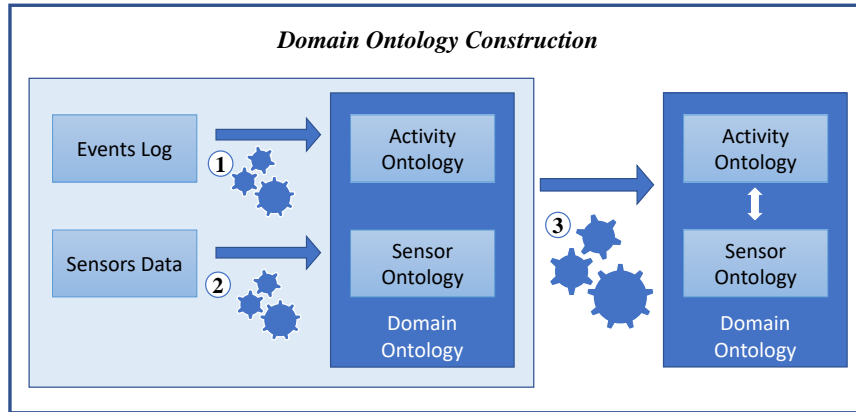 Domain Ontology Construction
Events Log
1
Activity
Ontology
Sensors Data
2
Sensor
Ontology
Domain
Ontology
3
Activity
Ontology
Sensor
Ontology
Domain
Ontology